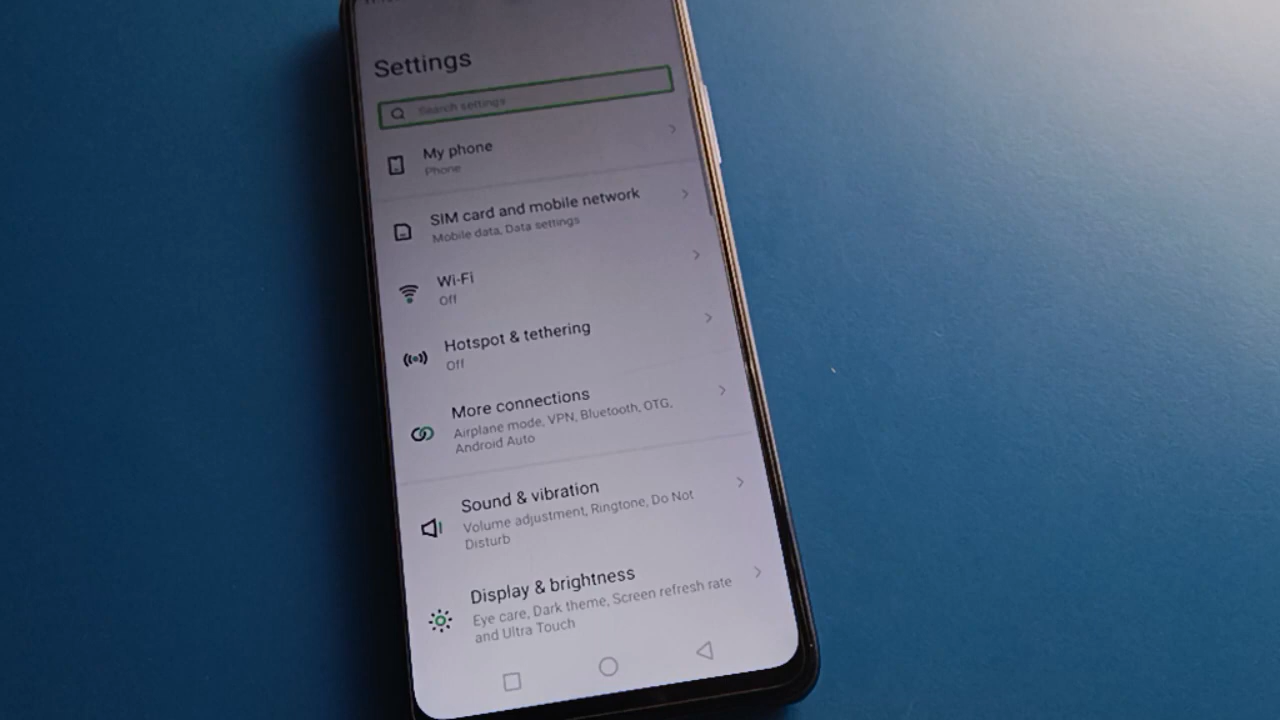 Settings
Search settings
My phone
Phone
SIM card and mobile network
Mobile data, Data settings
Wi-Fi
Off
Hotspot & tethering
Off
More connections
Airplane mode, VPN, Bluetooth, OTG,
Android Auto
Sound & vibration
Volume adjustment, Ringtone, Do Not
Disturb
Display & brightness
Eye care, Dark theme, Screen refresh rate
and Ultra Touch